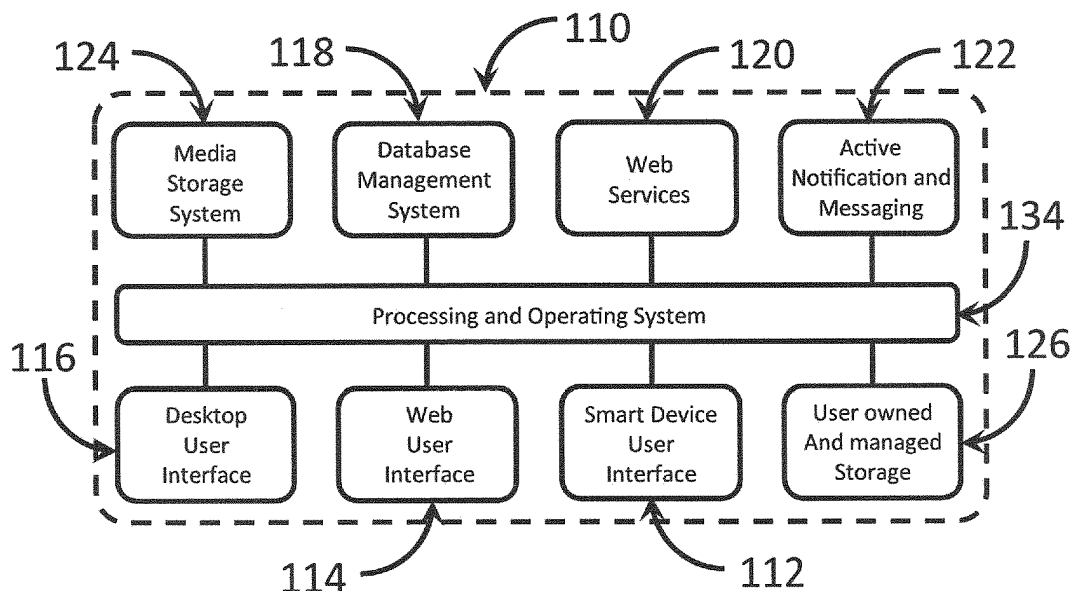 110
124
118
120
122
Media
Storage
System
Database
Management
System
Web
Services
Active
Notification and
Messaging
134
Processing and Operating System
116
126
Desktop
User
Interface
Web
User
Interface
Smart Device
User
Interface
User owned
And managed
Storage
114
112